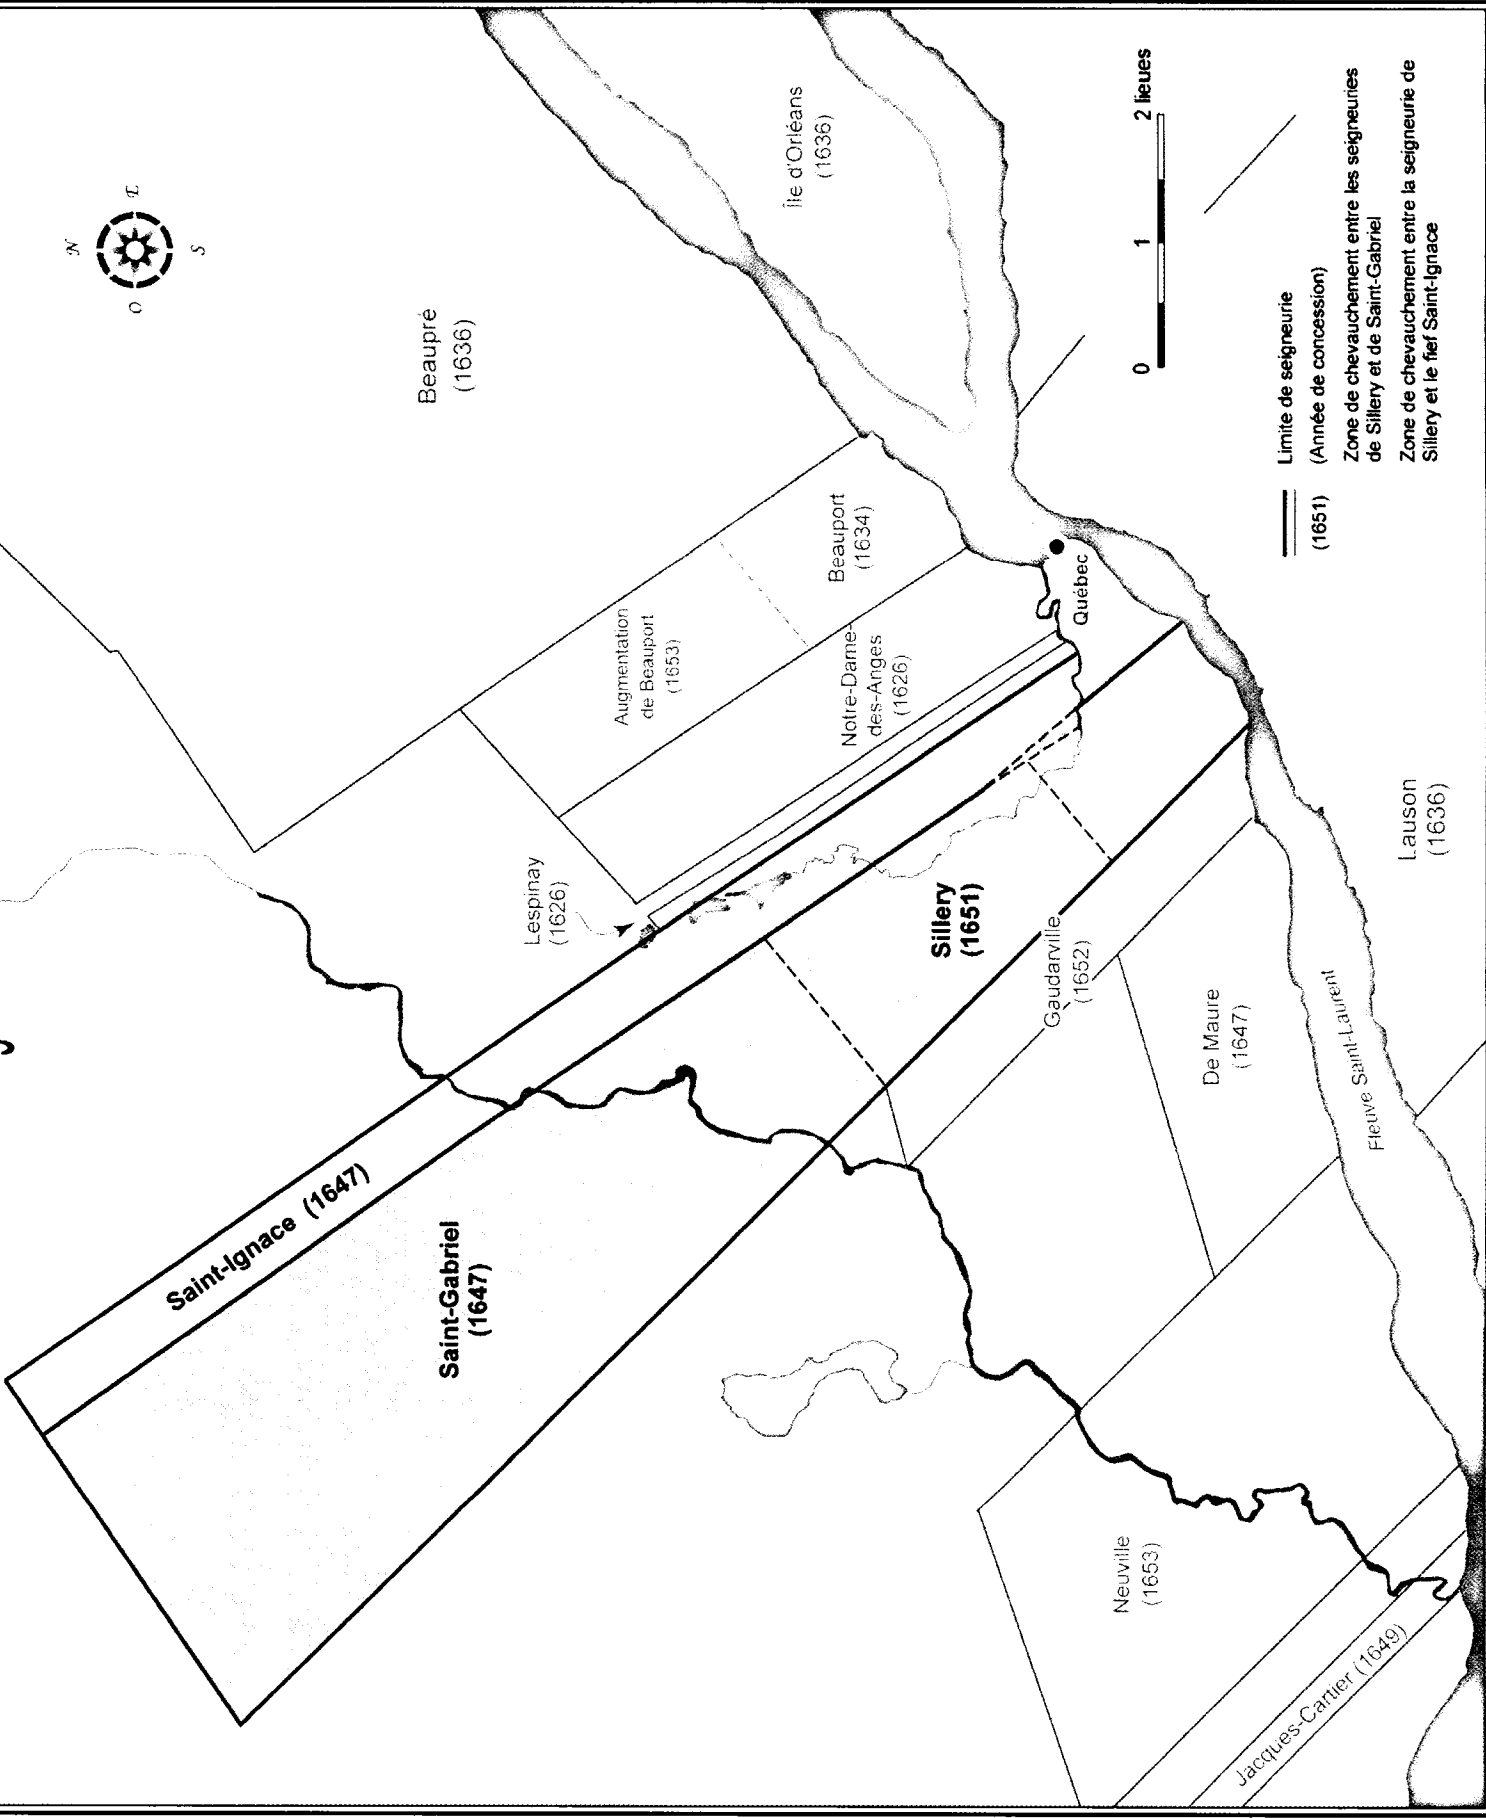 N
O
E
S
Beaupré
(1636)
Île d'Orléans
(1636)
Augmentation
de Beauport
(1653)
Beauport
(1634)
Notre-Dame-
des-Anges
(1626)
Québec
Lespinay
(1626)
Saint-Ignace (1647)
Saint-Gabriel
(1647)
Sillery
(1651)
Gaudarville
(1652)
De Maure
(1647)
Fleuve Saint-Laurent
Lauson
(1636)
Neuville
(1653)
Jacques-Cartier (1649)
0 1 2 lieues
Limite de seigneurie
(1651) (Année de concession)
Zone de chevauchement entre les seigneuries
de Sillery et de Saint-Gabriel
Zone de chevauchement entre la seigneurie de
Sillery et le fief Saint-Ignace